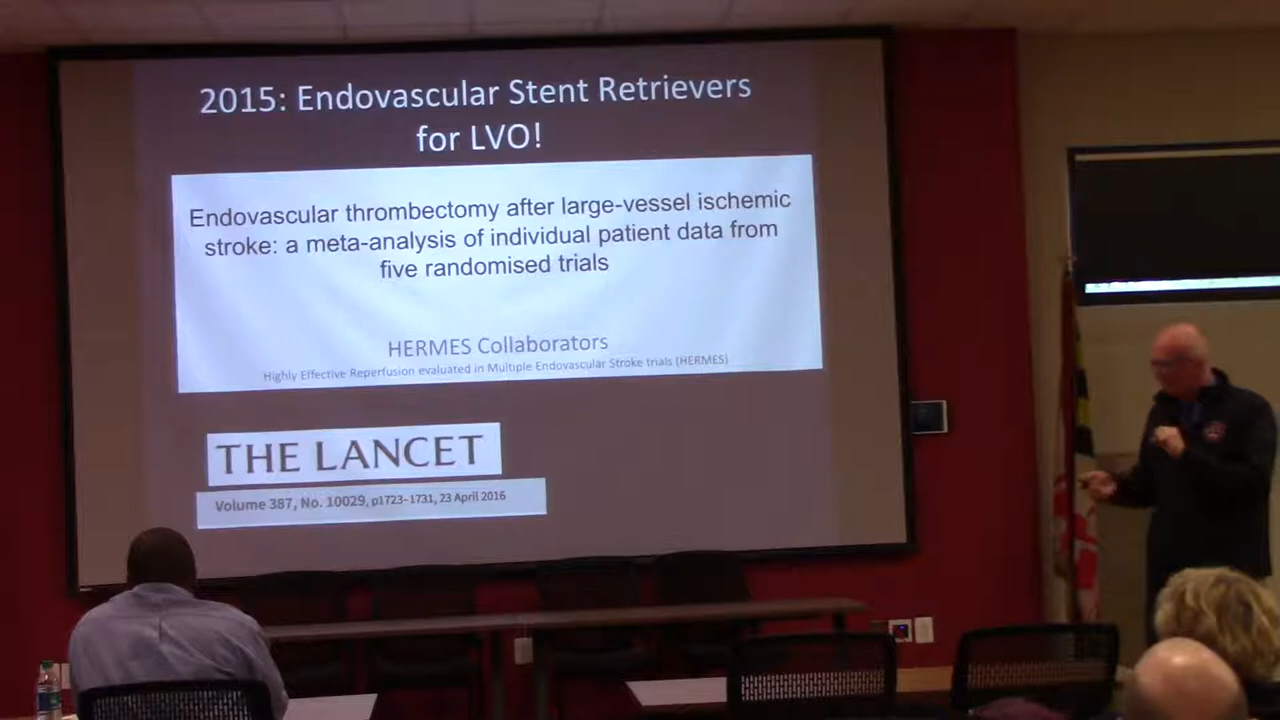 2015: Endovascular Stent Retrievers
for LVO!
Endovascular thrombectomy after large-vessel ischemic
stroke: a meta-analysis of individual patient data from
five randomised trials
HERMES Collaborators
Highly Effective Reperfusion evaluated in Multiple Endovascular Stroke trials (HERMES)
THE LANCET
Volume 387, No. 10029, p1723–1731, 23 April 2016